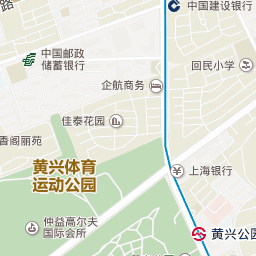 路
中国建设银行
中国邮政
储蓄银行
回民小学
企航商务
佳泰花园
香阁丽苑
黄兴体育
运动公园
上海银行
仲益高尔夫
国际会所
黄兴公